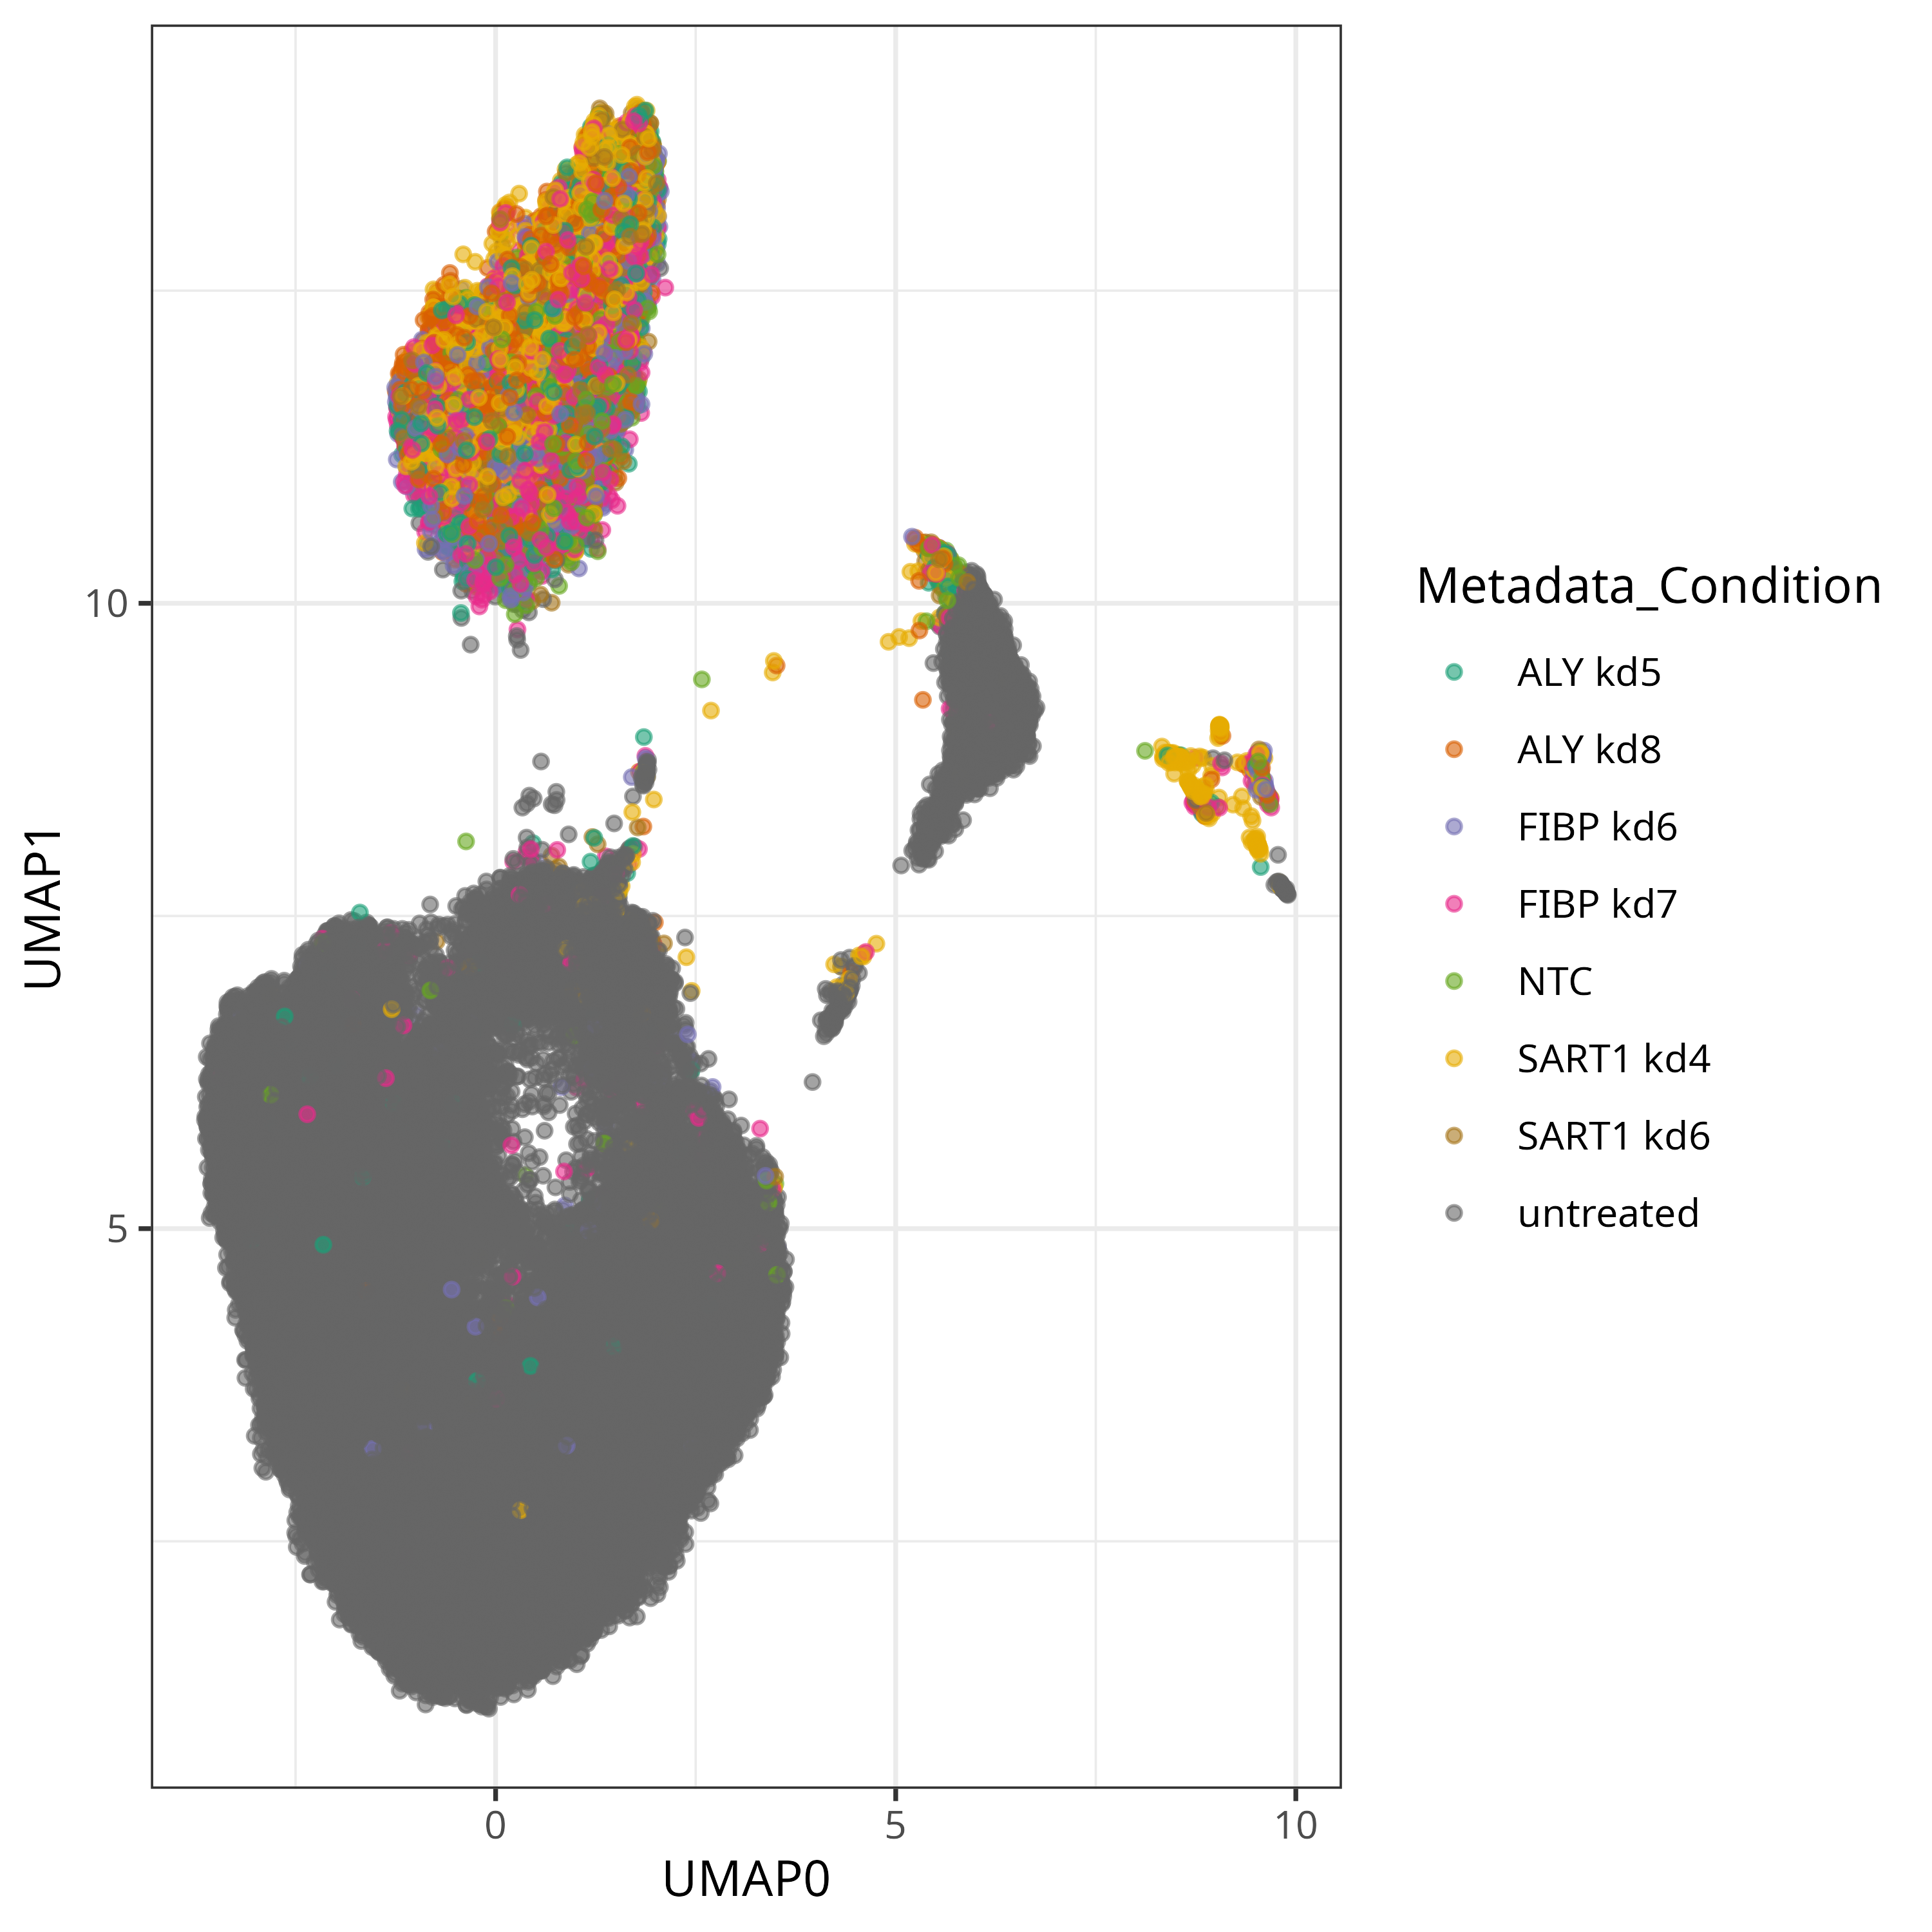 10
5
0
5
10
UMAP1
UMAP0
Metadata_Condition
ALY kd5
ALY kd8
FIBP kd6
FIBP kd7
NTC
SART1 kd4
SART1 kd6
untreated